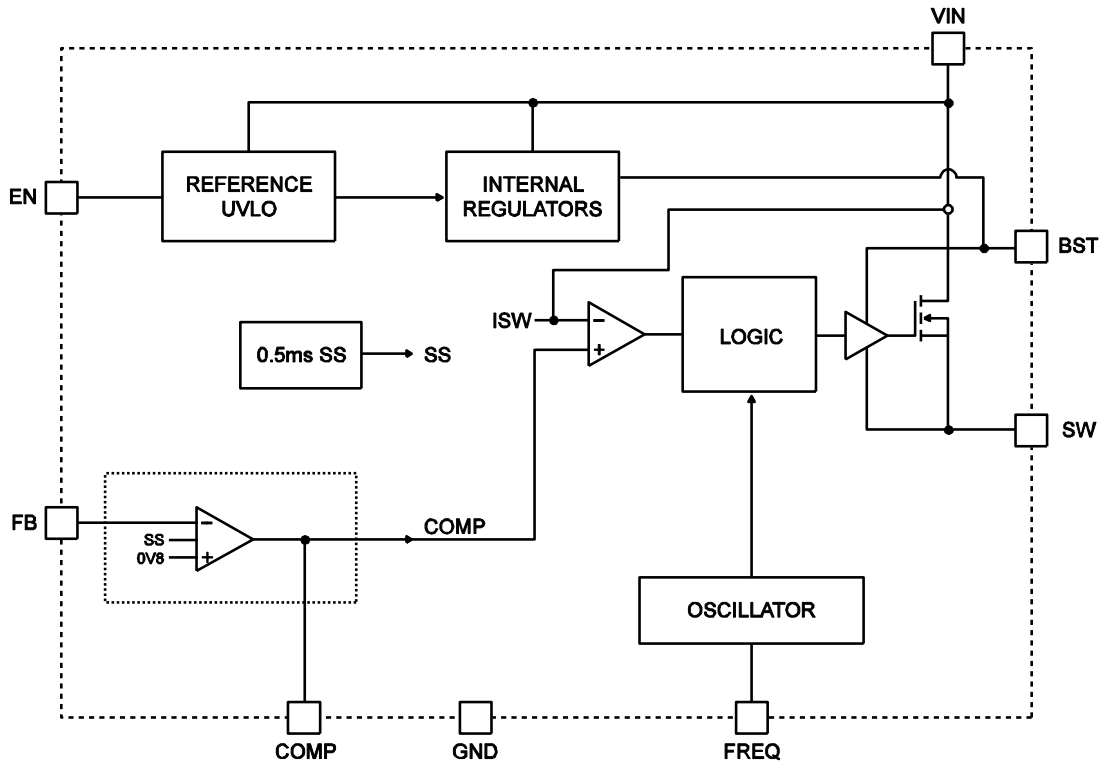 VIN
EN
REFERENCE
UVLO
INTERNAL
REGULATORS
BST
ISW
−
+
LOGIC
0.5ms SS
SS
SW
FB
SS
0V8
−
+
COMP
OSCILLATOR
COMP
GND
FREQ